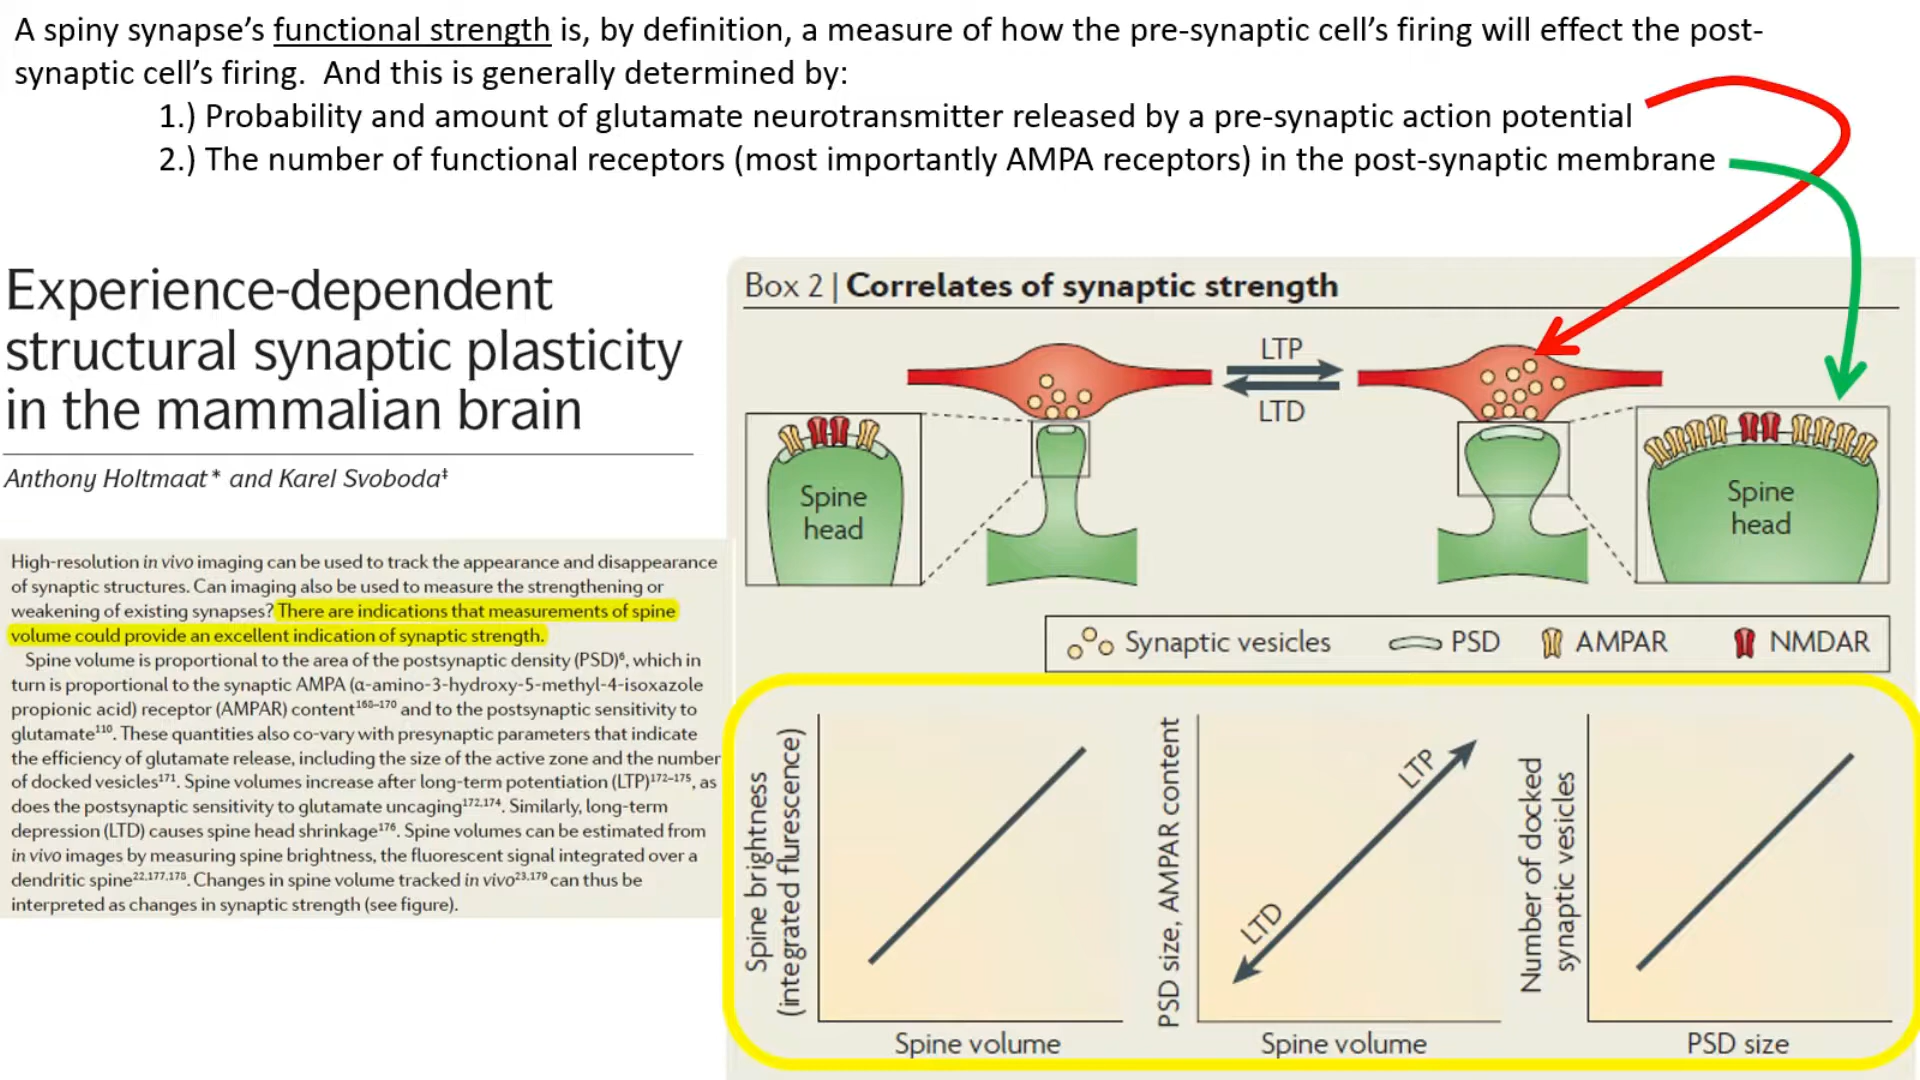 A spiny synapse’s functional strength is, by definition, a measure of how the pre-synaptic cell’s firing will effect the post-
synaptic cell’s firing.  And this is generally determined by:
1.) Probability and amount of glutamate neurotransmitter released by a pre-synaptic action potential
2.) The number of functional receptors (most importantly AMPA receptors) in the post-synaptic membrane
Experience-dependent
structural synaptic plasticity
in the mammalian brain
Anthony Holtmaat* and Karel Svoboda‡
High-resolution in vivo imaging can be used to track the appearance and disappearance
of synaptic structures. Can imaging also be used to measure the strengthening or
weakening of existing synapses? There are indications that measurements of spine
volume could provide an excellent indication of synaptic strength.
Spine volume is proportional to the area of the postsynaptic density (PSD)⁶, which in
turn is proportional to the synaptic AMPA (α-amino-3-hydroxy-5-methyl-4-isoxazole
propionic acid) receptor (AMPAR) content¹⁶⁸⁻¹⁷⁰ and to the postsynaptic sensitivity to
glutamate¹¹⁰. These quantities also co-vary with presynaptic parameters that indicate
the efficiency of glutamate release, including the size of the active zone and the number
of docked vesicles¹⁷¹. Spine volumes increase after long-term potentiation (LTP)¹⁷²⁻¹⁷⁵, as
does the postsynaptic sensitivity to glutamate uncaging¹⁷²,¹⁷⁴. Similarly, long-term
depression (LTD) causes spine head shrinkage¹⁷⁶. Spine volumes can be estimated from
in vivo images by measuring spine brightness, the fluorescent signal integrated over a
dendritic spine²²,¹⁷⁷,¹⁷⁸. Changes in spine volume tracked in vivo²³,¹⁷⁹ can thus be
interpreted as changes in synaptic strength (see figure).
Box 2 | Correlates of synaptic strength
LTP
LTD
Spine
head
Spine
head
Synaptic vesicles
PSD
AMPAR
NMDAR
Spine brightness
(integrated flurescence)
Spine volume
PSD size, AMPAR content
LTP
LTD
Spine volume
Number of docked
synaptic vesicles
PSD size